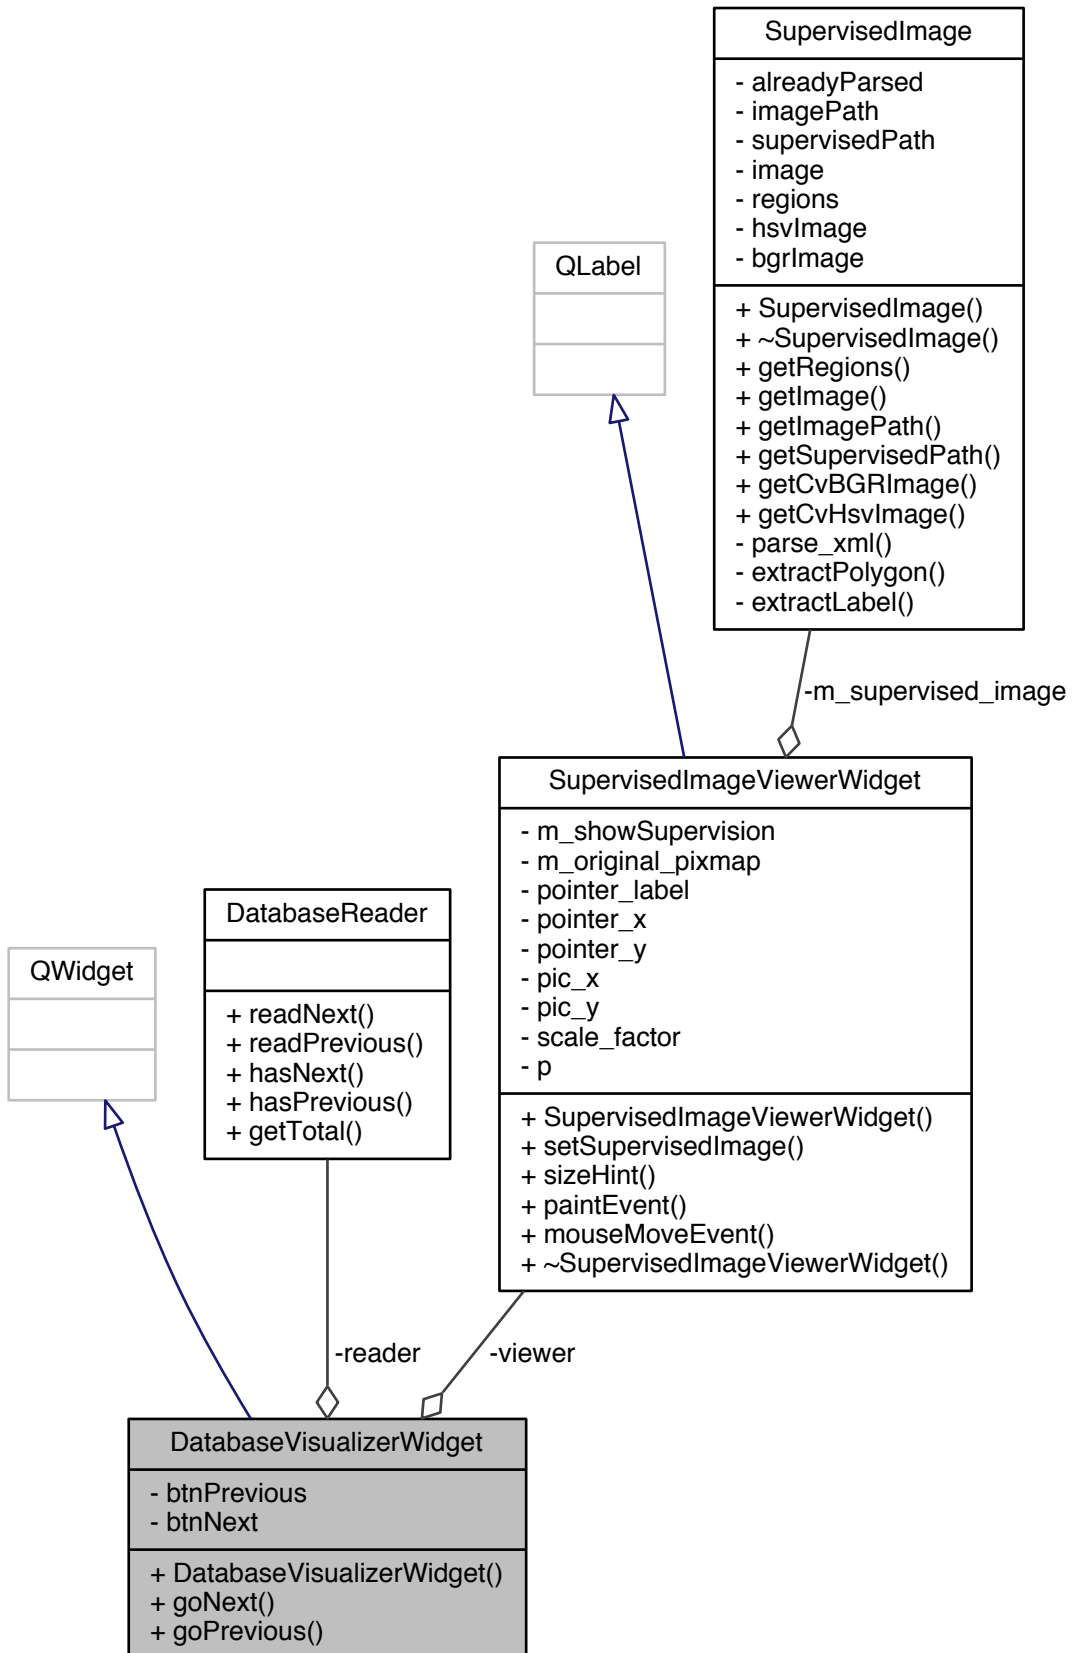 SupervisedImage
- alreadyParsed
- imagePath
- supervisedPath
- image
- regions
- hsvImage
- bgrImage
+ SupervisedImage()
+ ~SupervisedImage()
+ getRegions()
+ getImage()
+ getImagePath()
+ getSupervisedPath()
+ getCvBGRImage()
+ getCvHsvImage()
- parse_xml()
- extractPolygon()
- extractLabel()
QLabel
-m_supervised_image
SupervisedImageViewerWidget
- m_showSupervision
- m_original_pixmap
- pointer_label
- pointer_x
- pointer_y
- pic_x
- pic_y
- scale_factor
- p
+ SupervisedImageViewerWidget()
+ setSupervisedImage()
+ sizeHint()
+ paintEvent()
+ mouseMoveEvent()
+ ~SupervisedImageViewerWidget()
DatabaseReader
+ readNext()
+ readPrevious()
+ hasNext()
+ hasPrevious()
+ getTotal()
QWidget
-reader
-viewer
DatabaseVisualizerWidget
- btnPrevious
- btnNext
+ DatabaseVisualizerWidget()
+ goNext()
+ goPrevious()